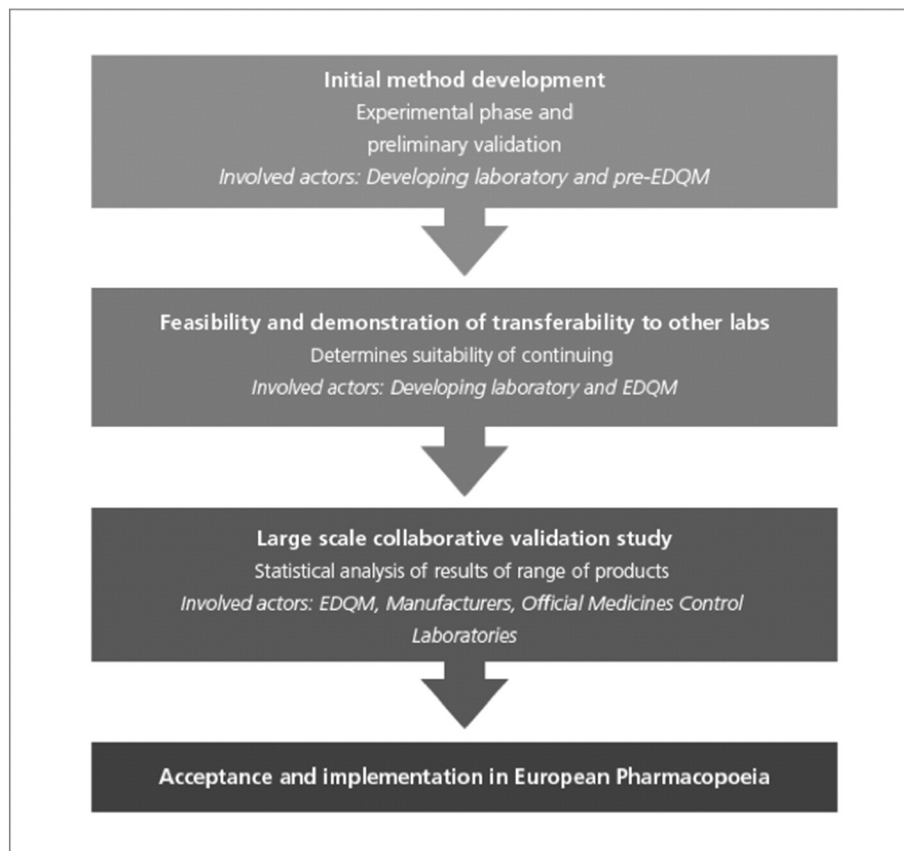 Initial method development
Experimental phase and
preliminary validation
Involved actors: Developing laboratory and pre-EDQM
Feasibility and demonstration of transferability to other labs
Determines suitability of continuing
Involved actors: Developing laboratory and EDQM
Large scale collaborative validation study
Statistical analysis of results of range of products
Involved actors: EDQM, Manufacturers, Official Medicines Control
Laboratories
Acceptance and implementation in European Pharmacopoeia